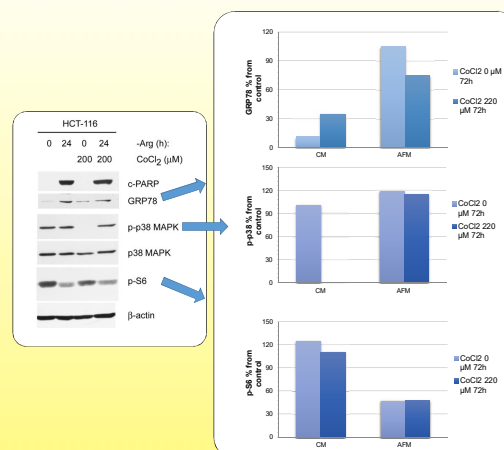 HCT-116
0 24 0 24 -Arg (h):
200 200 CoCl2 (μM)
c-PARP
GRP78
p-p38 MAPK
p38 MAPK
p-S6
β-actin
GRP78 % from
control
120
90
60
30
0
CM AFM
CoCl2 0 μM
72h
CoCl2 220
μM 72h
p-p38 % from
control
150
120
90
60
30
0
CM AFM
CoCl2 0
μM 72h
CoCl2 220
μM 72h
p-S6 % from
control
150
120
90
60
30
0
CM AFM
CoCl2 0
μM 72h
CoCl2 220
μM 72h